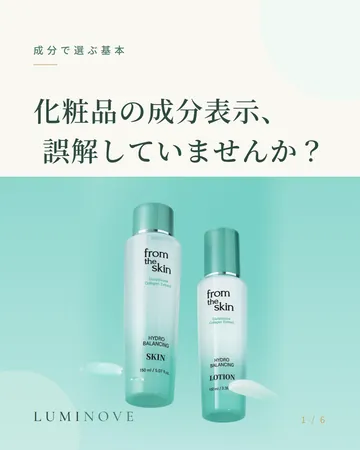 成分で選ぶ基本
化粧品の成分表示、
誤解していませんか？
from
the
skin
HYDRO
BALANCING
SKIN
from
the
skin
HYDRO
BALANCING
LOTION
LUMINOVE
1 / 6